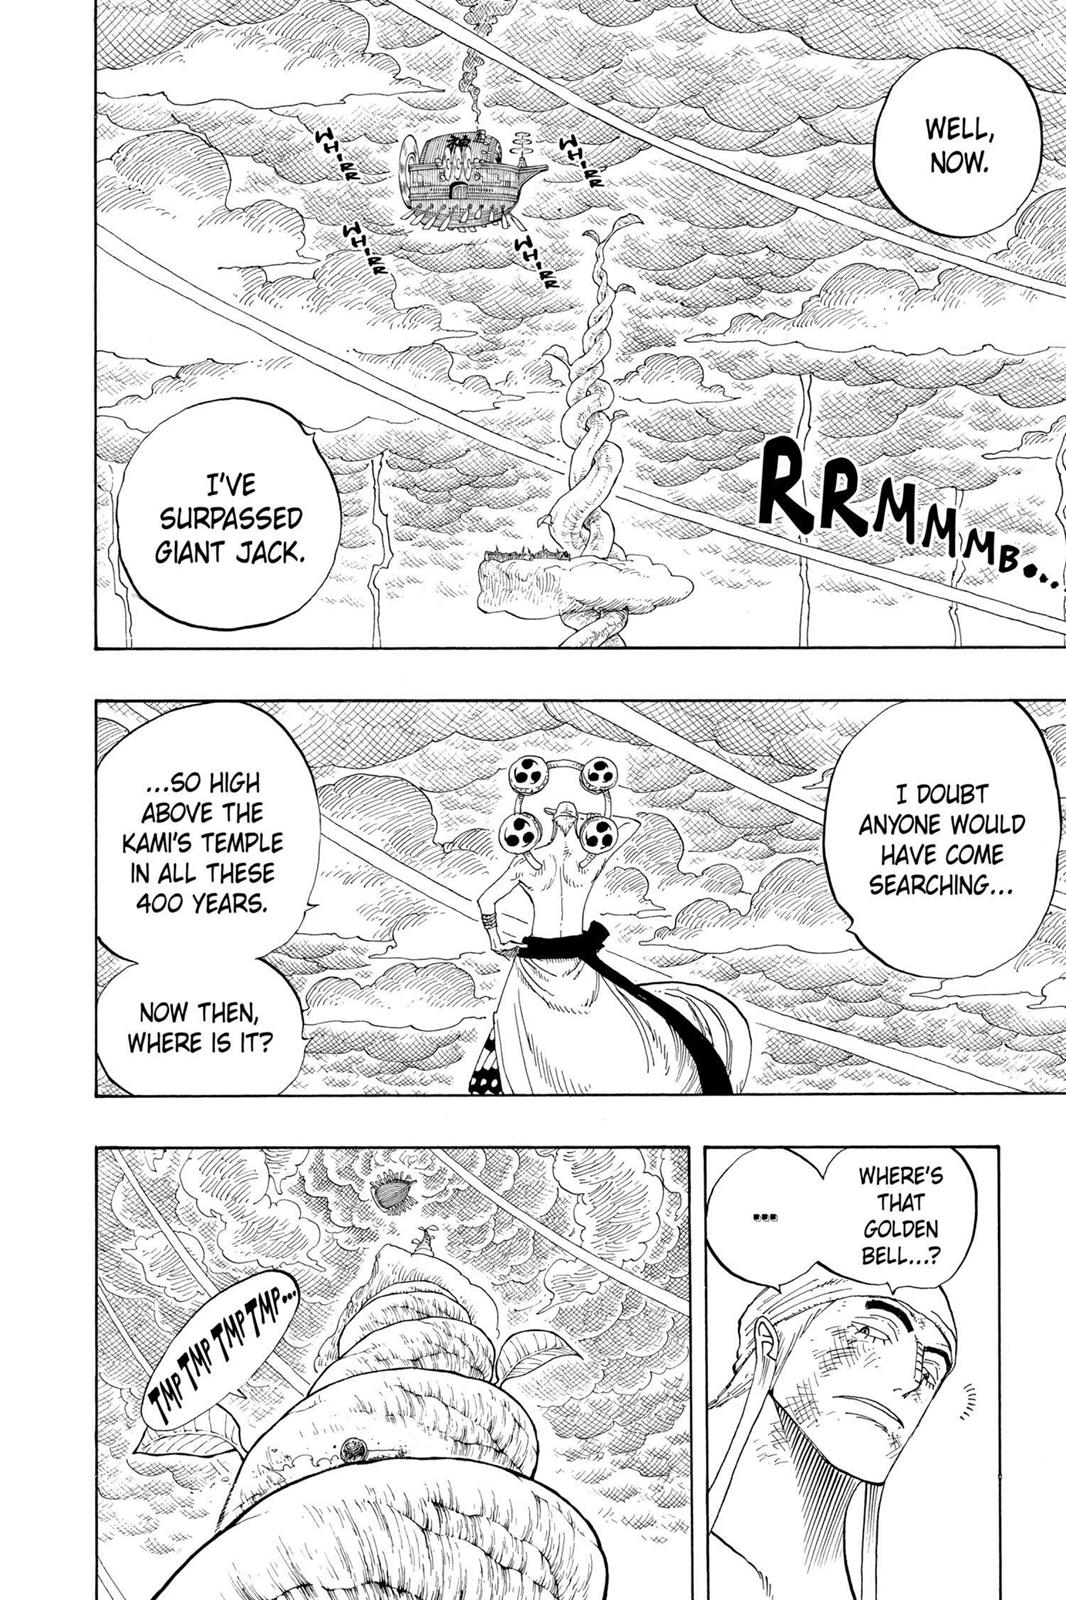 WELL,
NOW.
WHIRR
WHIRR
WHIRR
WHIRR
神
I'VE
SURPASSED
GIANT JACK.
RRMMMB...
I DOUBT
ANYONE WOULD
HAVE COME
SEARCHING...
...SO HIGH
ABOVE THE
KAMI'S TEMPLE
IN ALL THESE
400 YEARS.
NOW THEN,
WHERE IS IT?
WHERE'S
THAT
GOLDEN
BELL...?
...
TMP TMP TMP TMP...